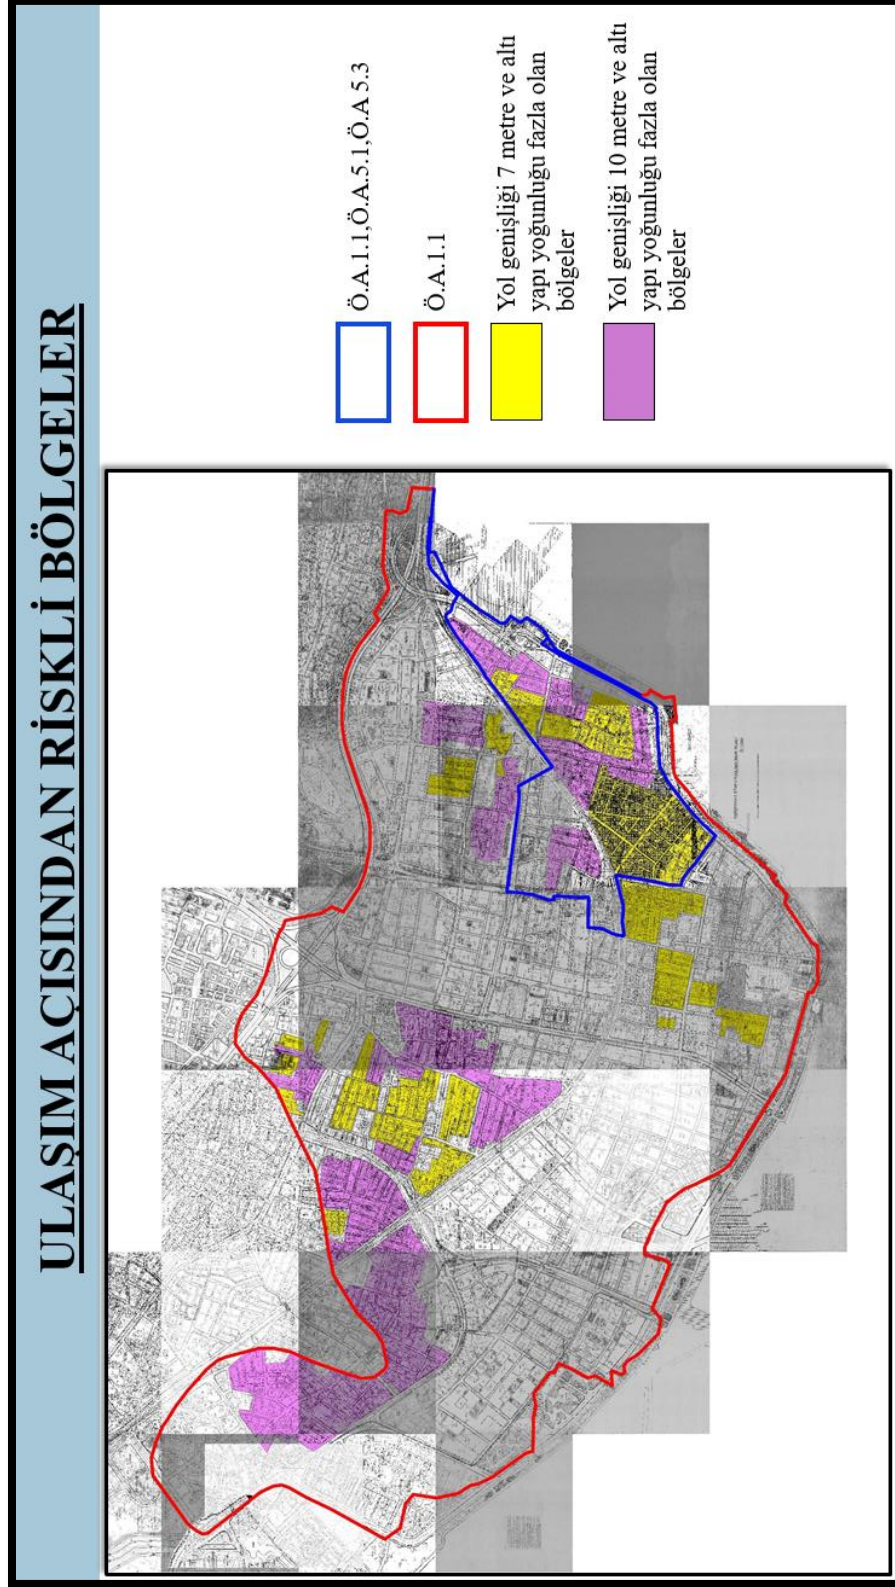 ULAŞIM AÇISINDAN RİSKLİ BÖLGELER
Ö.A.1.1,Ö.A.5.1,Ö.A 5.3
Ö.A.1.1
Yol genişliği 7 metre ve altı
yapı yoğunluğu fazla olan
bölgeler
Yol genişliği 10 metre ve altı
yapı yoğunluğu fazla olan
bölgeler